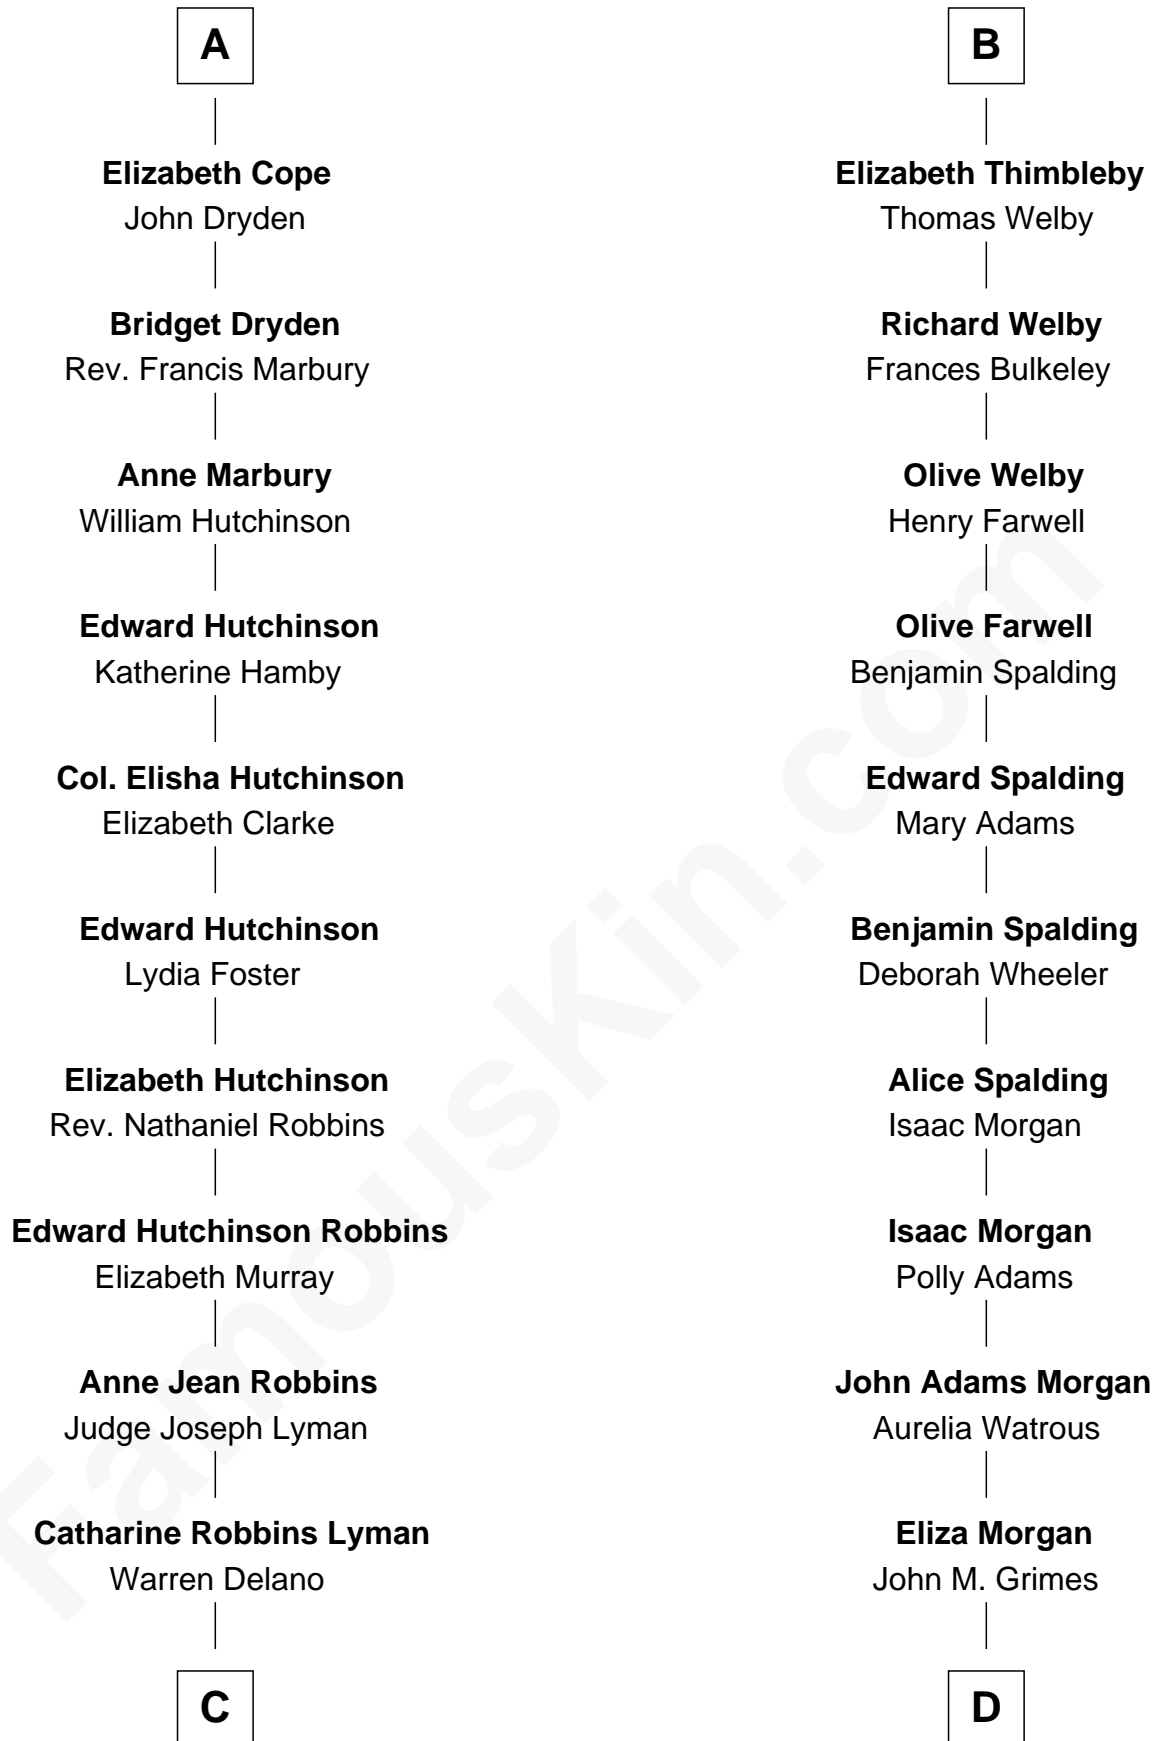 A
Elizabeth Cope
John Dryden
Bridget Dryden
Rev. Francis Marbury
Anne Marbury
William Hutchinson
Edward Hutchinson
Katherine Hamby
Col. Elisha Hutchinson
Elizabeth Clarke
Edward Hutchinson
Lydia Foster
Elizabeth Hutchinson
Rev. Nathaniel Robbins
Edward Hutchinson Robbins
Elizabeth Murray
Anne Jean Robbins
Judge Joseph Lyman
Catharine Robbins Lyman
Warren Delano
C
B
Elizabeth Thimbleby
Thomas Welby
Richard Welby
Frances Bulkeley
Olive Welby
Henry Farwell
Olive Farwell
Benjamin Spalding
Edward Spalding
Mary Adams
Benjamin Spalding
Deborah Wheeler
Alice Spalding
Isaac Morgan
Isaac Morgan
Polly Adams
John Adams Morgan
Aurelia Watrous
Eliza Morgan
John M. Grimes
D
FamousKin.com